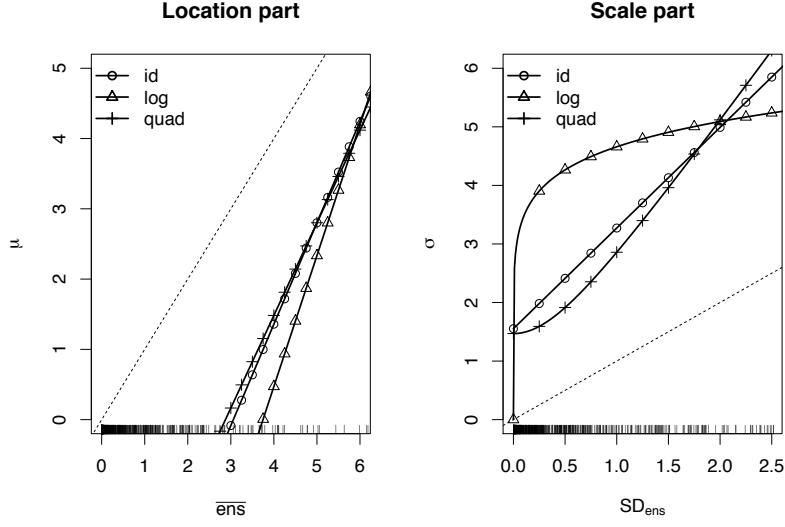 Location part
id
log
quad
5
4
3
2
1
0
μ
0 1 2 3 4 5 6
ens
Scale part
id
log
quad
6
5
4
3
2
1
0
σ
0.0 0.5 1.0 1.5 2.0 2.5
SDens